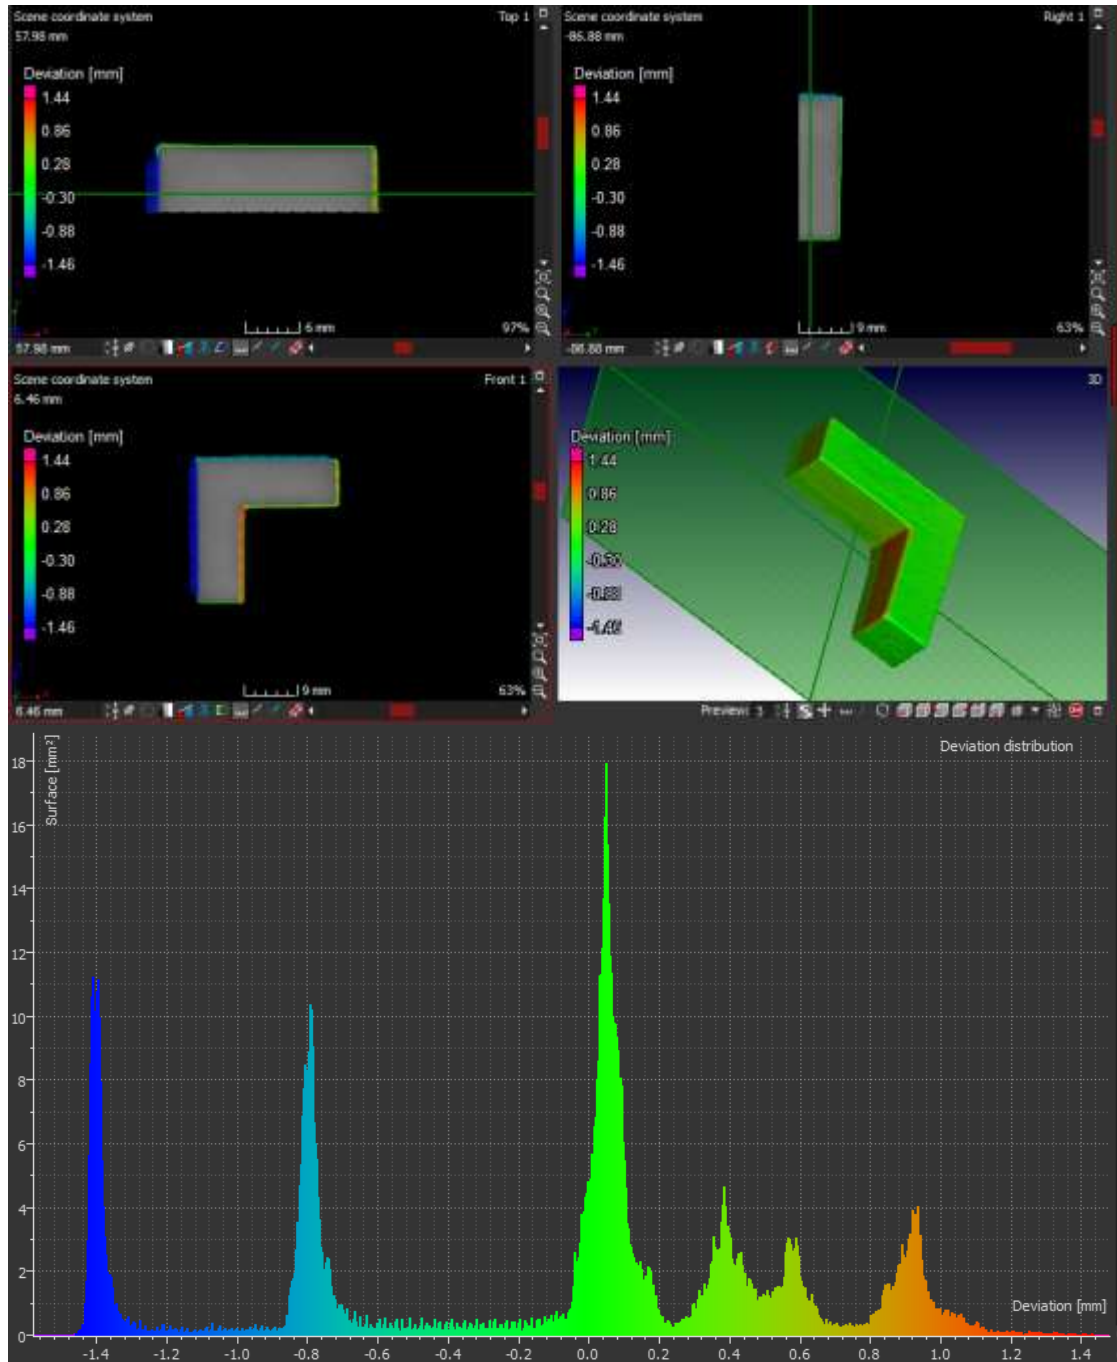 Scene coordinate system
Top 1
57.98 mm
Deviation [mm]
1.44
0.86
0.28
-0.30
-0.88
-1.46
6 mm
97%
57.98 mm
Scene coordinate system
Right 1
-86.88 mm
Deviation [mm]
1.44
0.86
0.28
-0.30
-0.88
-1.46
9 mm
63%
-86.88 mm
Scene coordinate system
Front 1
6.46 mm
Deviation [mm]
1.44
0.86
0.28
-0.30
-0.88
-1.46
9 mm
63%
6.46 mm
3D
Deviation [mm]
1.44
0.86
0.28
-0.30
-0.88
-1.46
Preview: 3
Deviation distribution
Surface [mm²]
18
16
14
12
10
8
6
4
2
0
Deviation [mm]
-1.4 -1.2 -1.0 -0.8 -0.6 -0.4 -0.2 0.0 0.2 0.4 0.6 0.8 1.0 1.2 1.4